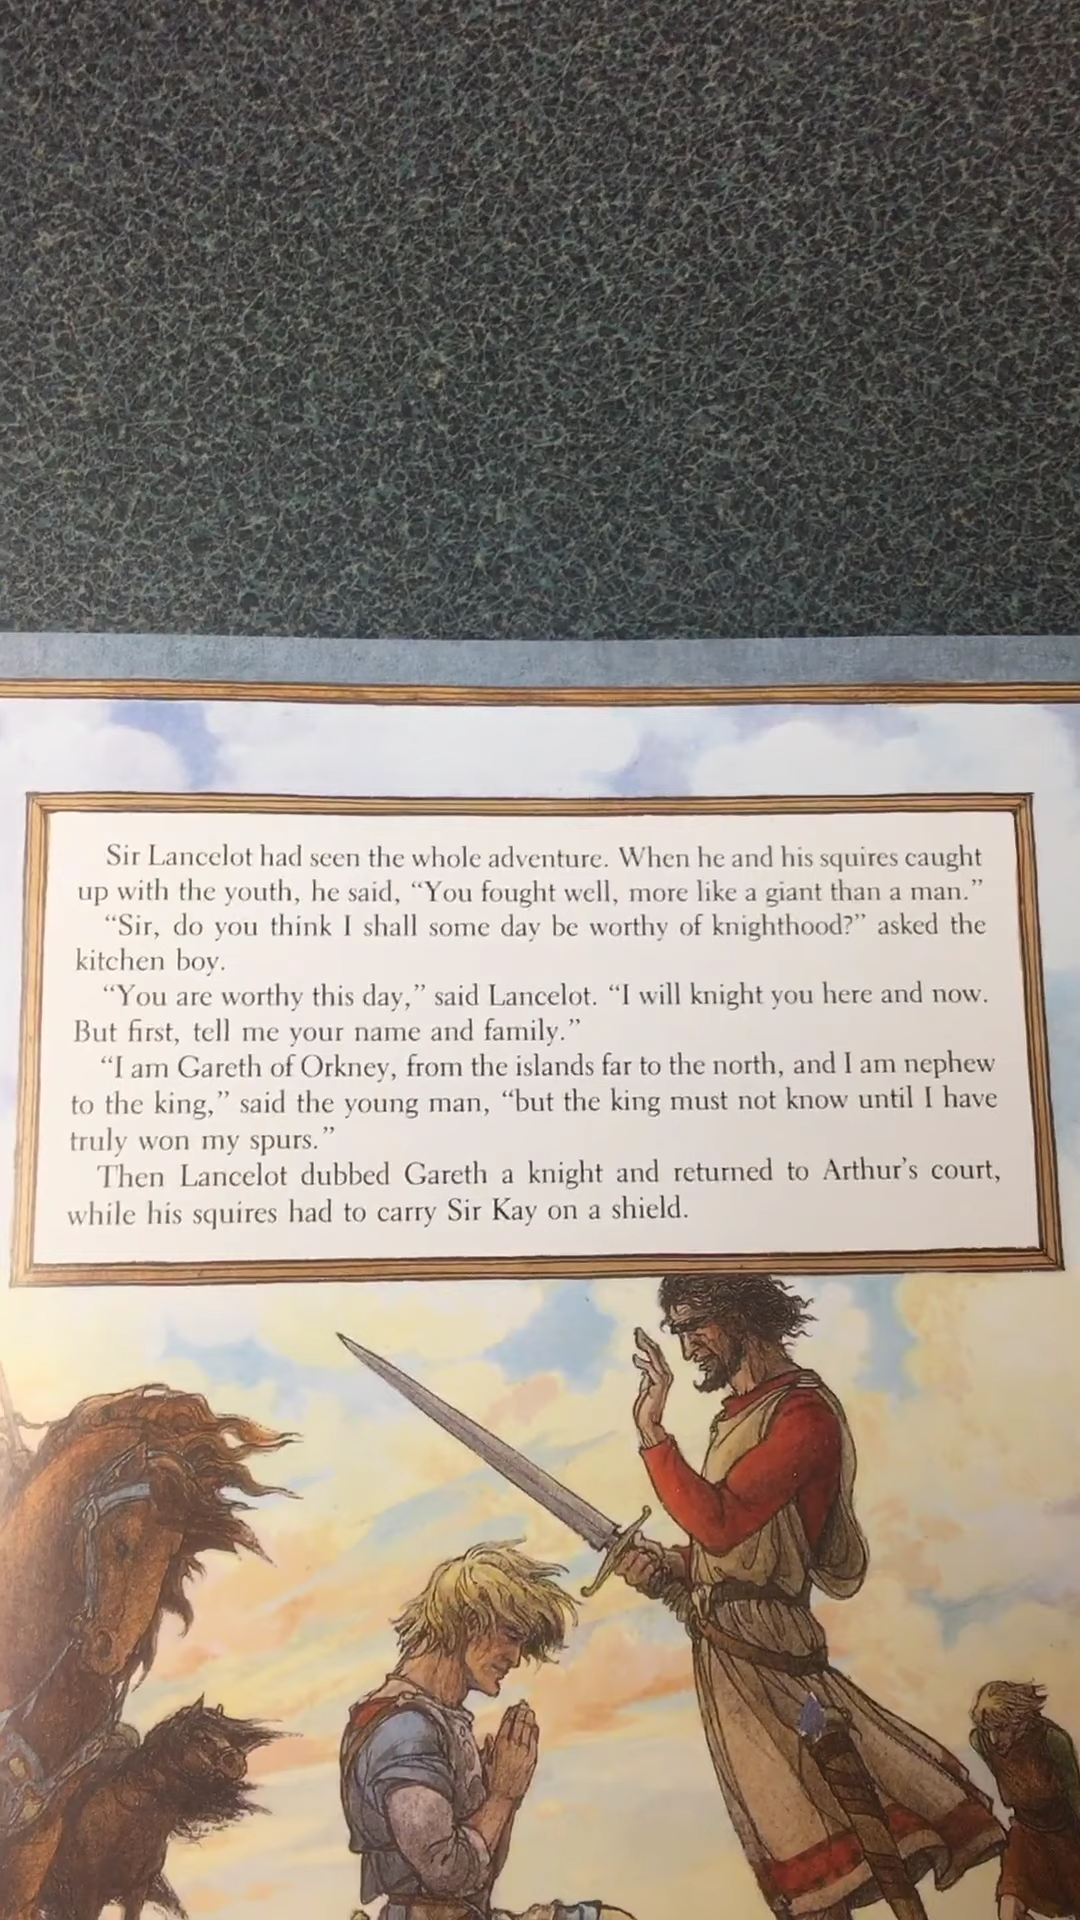 Sir Lancelot had seen the whole adventure. When he and his squires caught
up with the youth, he said, “You fought well, more like a giant than a man.”
“Sir, do you think I shall some day be worthy of knighthood?” asked the
kitchen boy.
“You are worthy this day,” said Lancelot. “I will knight you here and now.
But first, tell me your name and family.”
“I am Gareth of Orkney, from the islands far to the north, and I am nephew
to the king,” said the young man, “but the king must not know until I have
truly won my spurs.”
Then Lancelot dubbed Gareth a knight and returned to Arthur’s court,
while his squires had to carry Sir Kay on a shield.